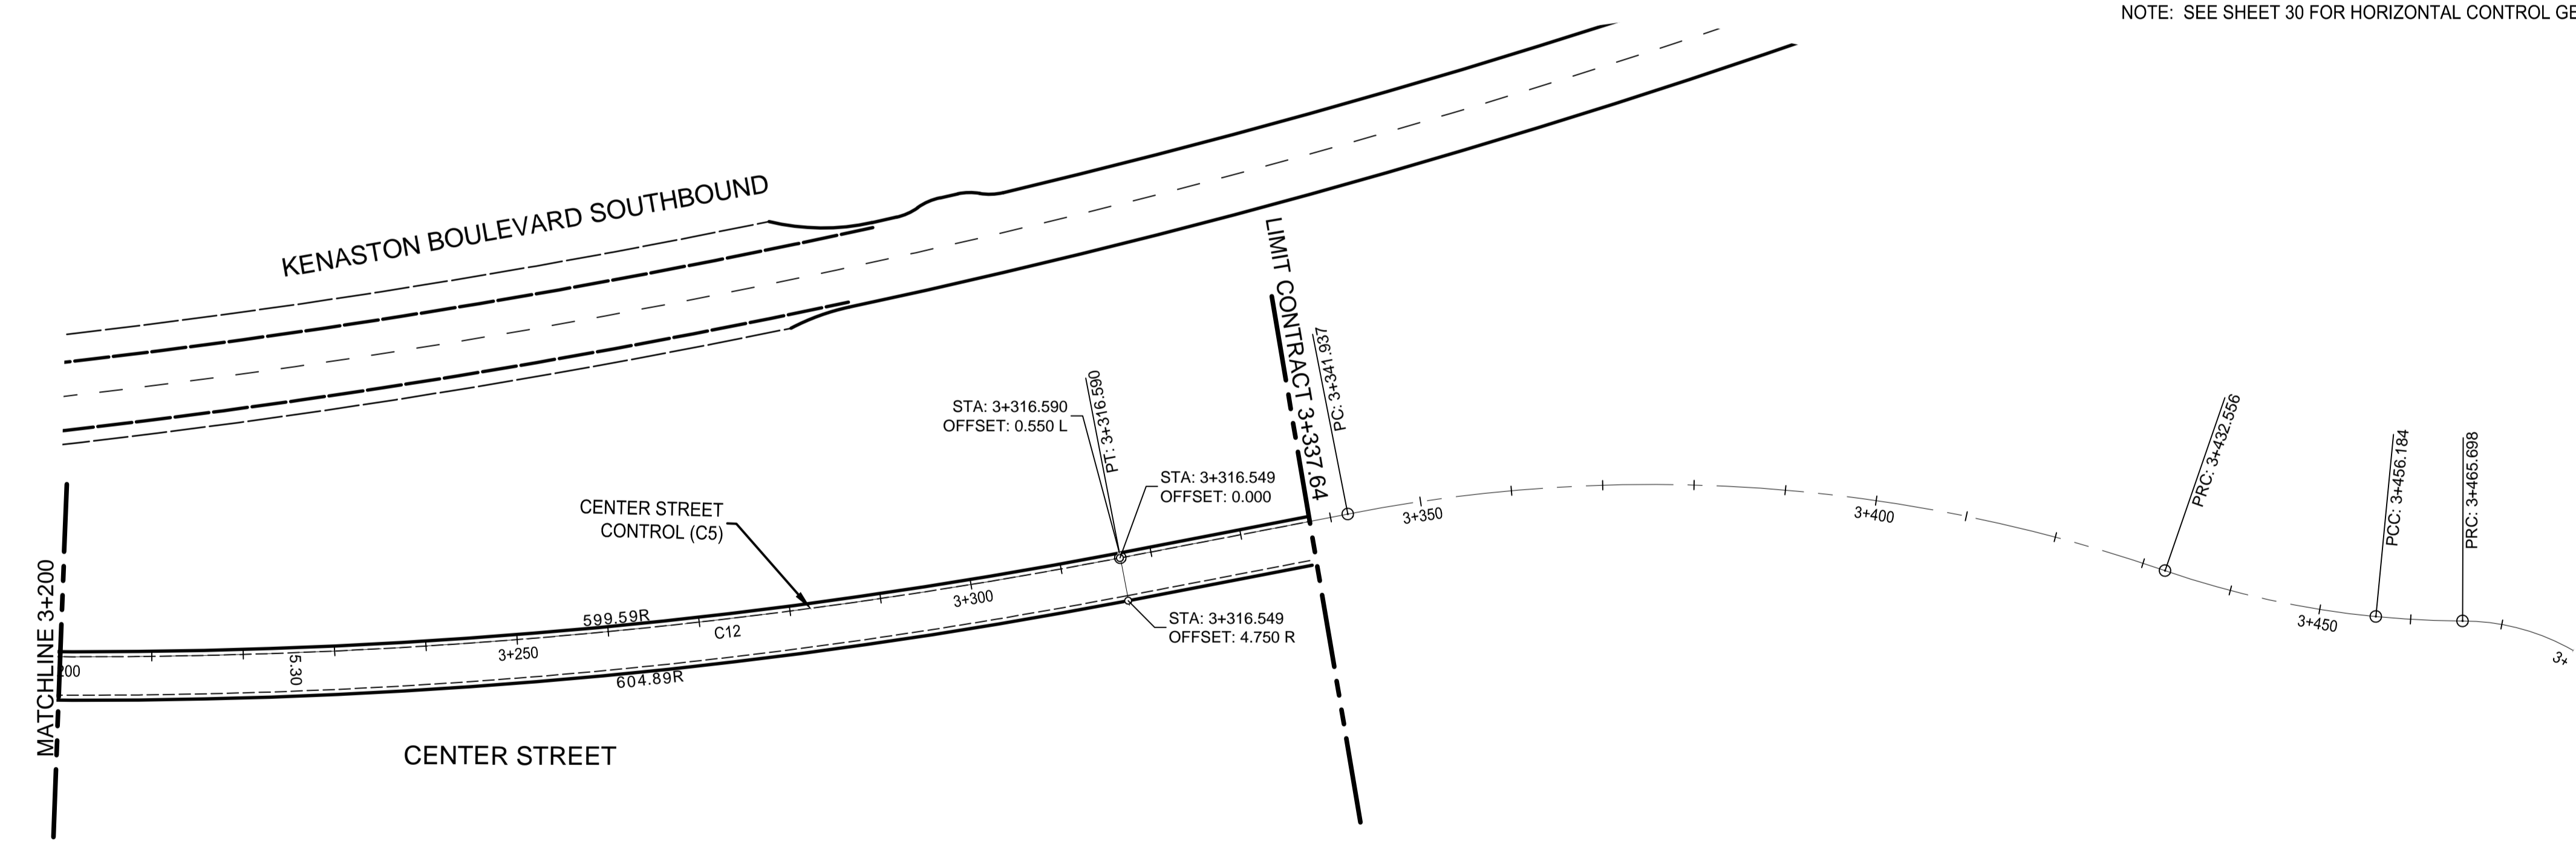 NOTE: SEE SHEET 30 FOR HORIZONTAL CONTROL GE
KENASTON BOULEVARD SOUTHBOUND
LIMIT CONTRACT 3+337.64
PC: 3+341.937
STA: 3+316.590
OFFSET: 0.550 L
PT: 3+316.590
STA: 3+316.549
OFFSET: 0.000
CENTER STREET
CONTROL (C5)
3+350
3+400
PRC: 3+432.556
PCC: 3+456.184
PRC: 3+465.698
MATCHLINE 3+200
200
5.30
3+250
599.59R
C12
3+300
604.89R
STA: 3+316.549
OFFSET: 4.750 R
3+450
3+
CENTER STREET